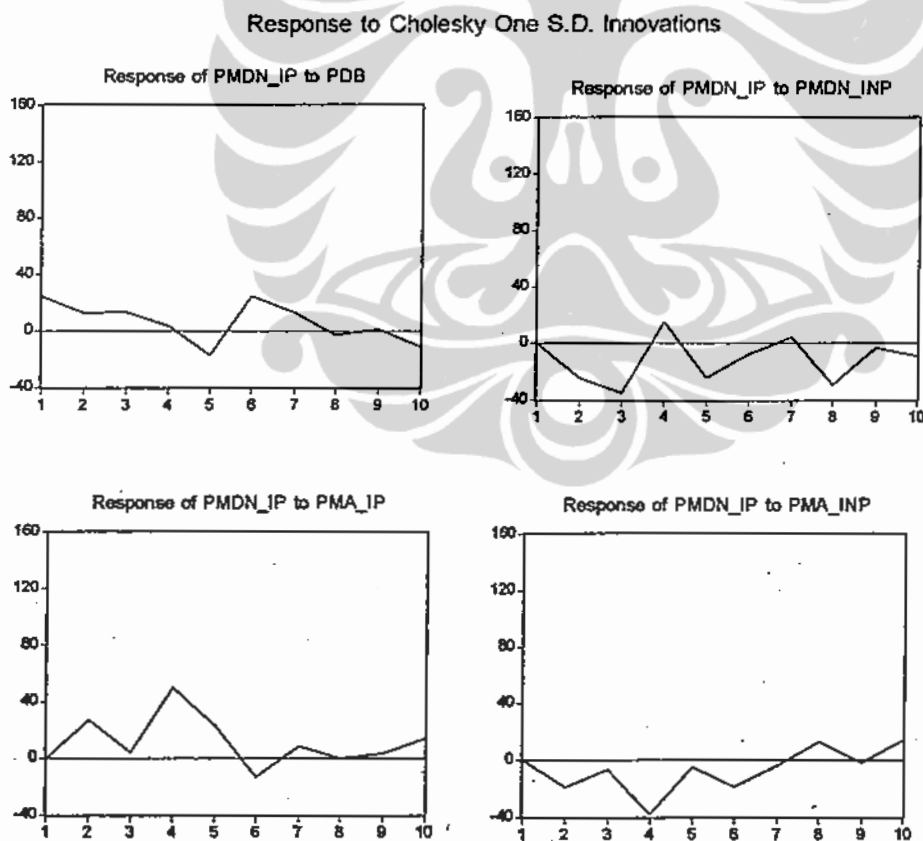 Response to Cholesky One S.D. Innovations
Response of PMDN_IP to PDB
160
120
80
40
0
-40
1 2 3 4 5 6 7 8 9 10
Response of PMDN_IP to PMDN_INP
160
120
80
40
0
-40
1 2 3 4 5 6 7 8 9 10
Response of PMDN_IP to PMA_IP
160
120
80
40
0
-40
1 2 3 4 5 6 7 8 9 10
Response of PMDN_IP to PMA_INP
160
120
80
40
0
-40
1 2 3 4 5 6 7 8 9 10